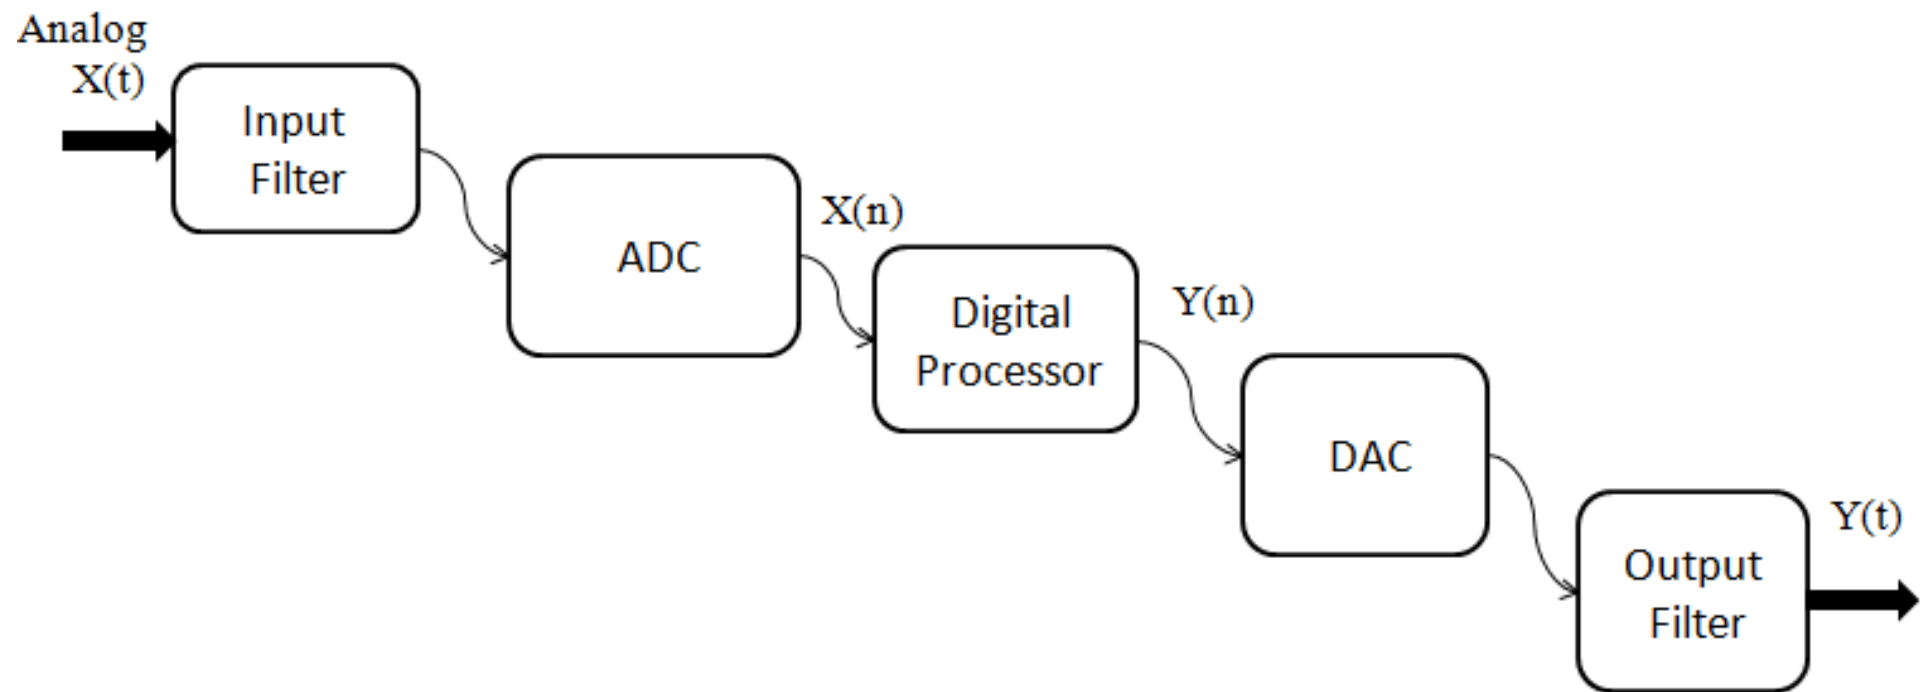 Analog
X(t)
Input
Filter
ADC
X(n)
Digital
Processor
Y(n)
DAC
Output
Filter
Y(t)